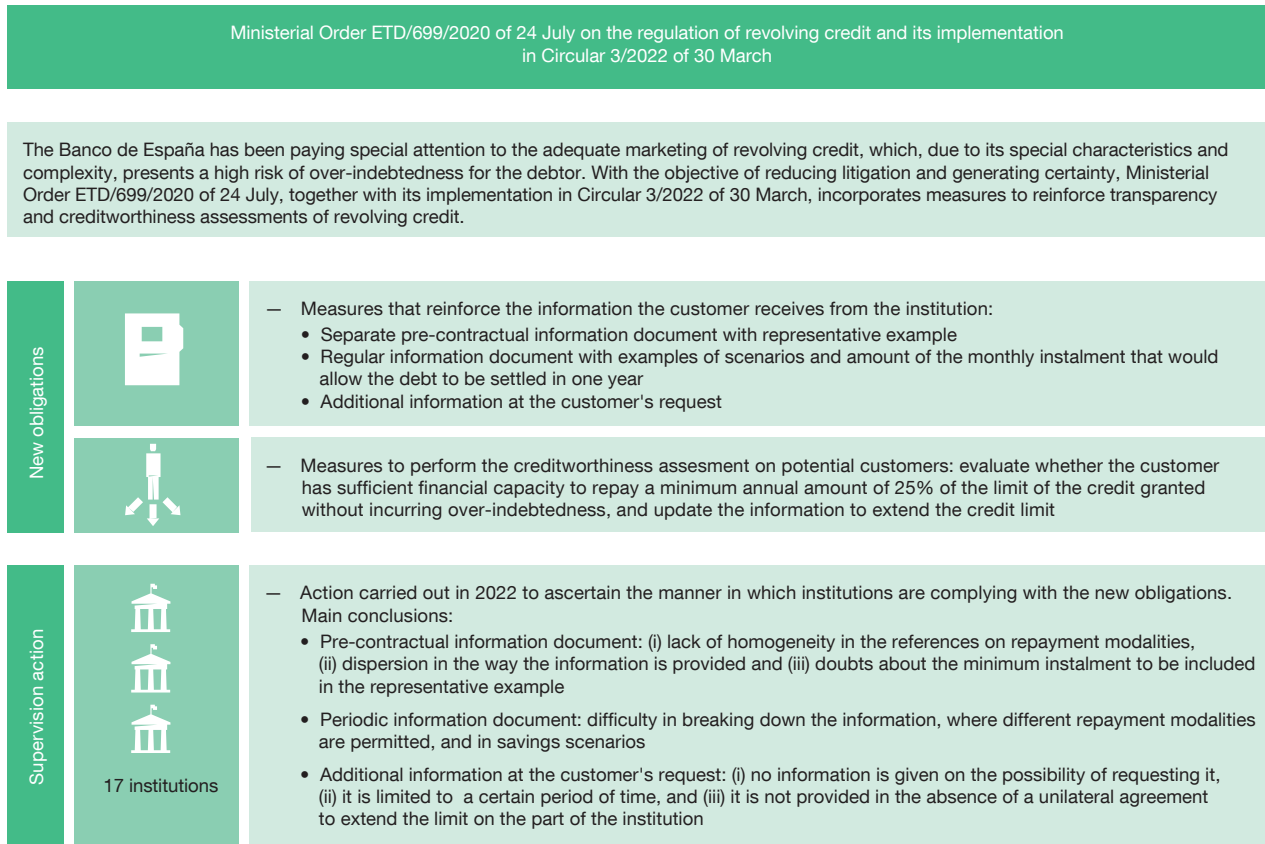 Ministerial Order ETD/699/2020 of 24 July on the regulation of revolving credit and its implementation
in Circular 3/2022 of 30 March
The Banco de España has been paying special attention to the adequate marketing of revolving credit, which, due to its special characteristics and
complexity, presents a high risk of over-indebtedness for the debtor. With the objective of reducing litigation and generating certainty, Ministerial
Order ETD/699/2020 of 24 July, together with its implementation in Circular 3/2022 of 30 March, incorporates measures to reinforce transparency
and creditworthiness assessments of revolving credit.
New obligations
— Measures that reinforce the information the customer receives from the institution:
• Separate pre-contractual information document with representative example
• Regular information document with examples of scenarios and amount of the monthly instalment that would
allow the debt to be settled in one year
• Additional information at the customer's request
— Measures to perform the creditworthiness assesment on potential customers: evaluate whether the customer
has sufficient financial capacity to repay a minimum annual amount of 25% of the limit of the credit granted
without incurring over-indebtedness, and update the information to extend the credit limit
Supervision action
17 institutions
— Action carried out in 2022 to ascertain the manner in which institutions are complying with the new obligations.
Main conclusions:
• Pre-contractual information document: (i) lack of homogeneity in the references on repayment modalities,
(ii) dispersion in the way the information is provided and (iii) doubts about the minimum instalment to be included
in the representative example
• Periodic information document: difficulty in breaking down the information, where different repayment modalities
are permitted, and in savings scenarios
• Additional information at the customer's request: (i) no information is given on the possibility of requesting it,
(ii) it is limited to a certain period of time, and (iii) it is not provided in the absence of a unilateral agreement
to extend the limit on the part of the institution